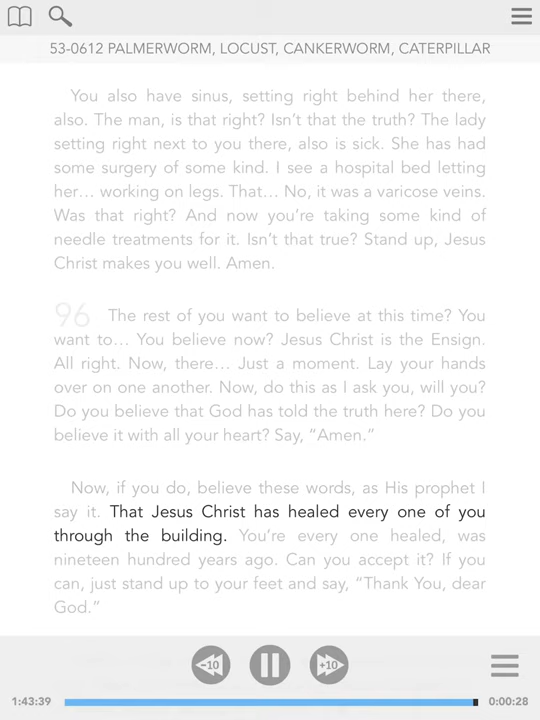 53-0612 PALMERWORM, LOCUST, CANKERWORM, CATERPILLAR
You also have sinus, setting right behind her there,
also. The man, is that right? Isn’t that the truth? The lady
setting right next to you there, also is sick. She has had
some surgery of some kind. I see a hospital bed letting
her… working on legs. That… No, it was a varicose veins.
Was that right? And now you’re taking some kind of
needle treatments for it. Isn’t that true? Stand up, Jesus
Christ makes you well. Amen.
96 The rest of you want to believe at this time? You
want to… You believe now? Jesus Christ is the Ensign.
All right. Now, there… Just a moment. Lay your hands
over on one another. Now, do this as I ask you, will you?
Do you believe that God has told the truth here? Do you
believe it with all your heart? Say, “Amen.”
Now, if you do, believe these words, as His prophet I
say it. That Jesus Christ has healed every one of you
through the building. You’re every one healed, was
nineteen hundred years ago. Can you accept it? If you
can, just stand up to your feet and say, “Thank You, dear
God.”
-10 +10
1:43:39 0:00:28